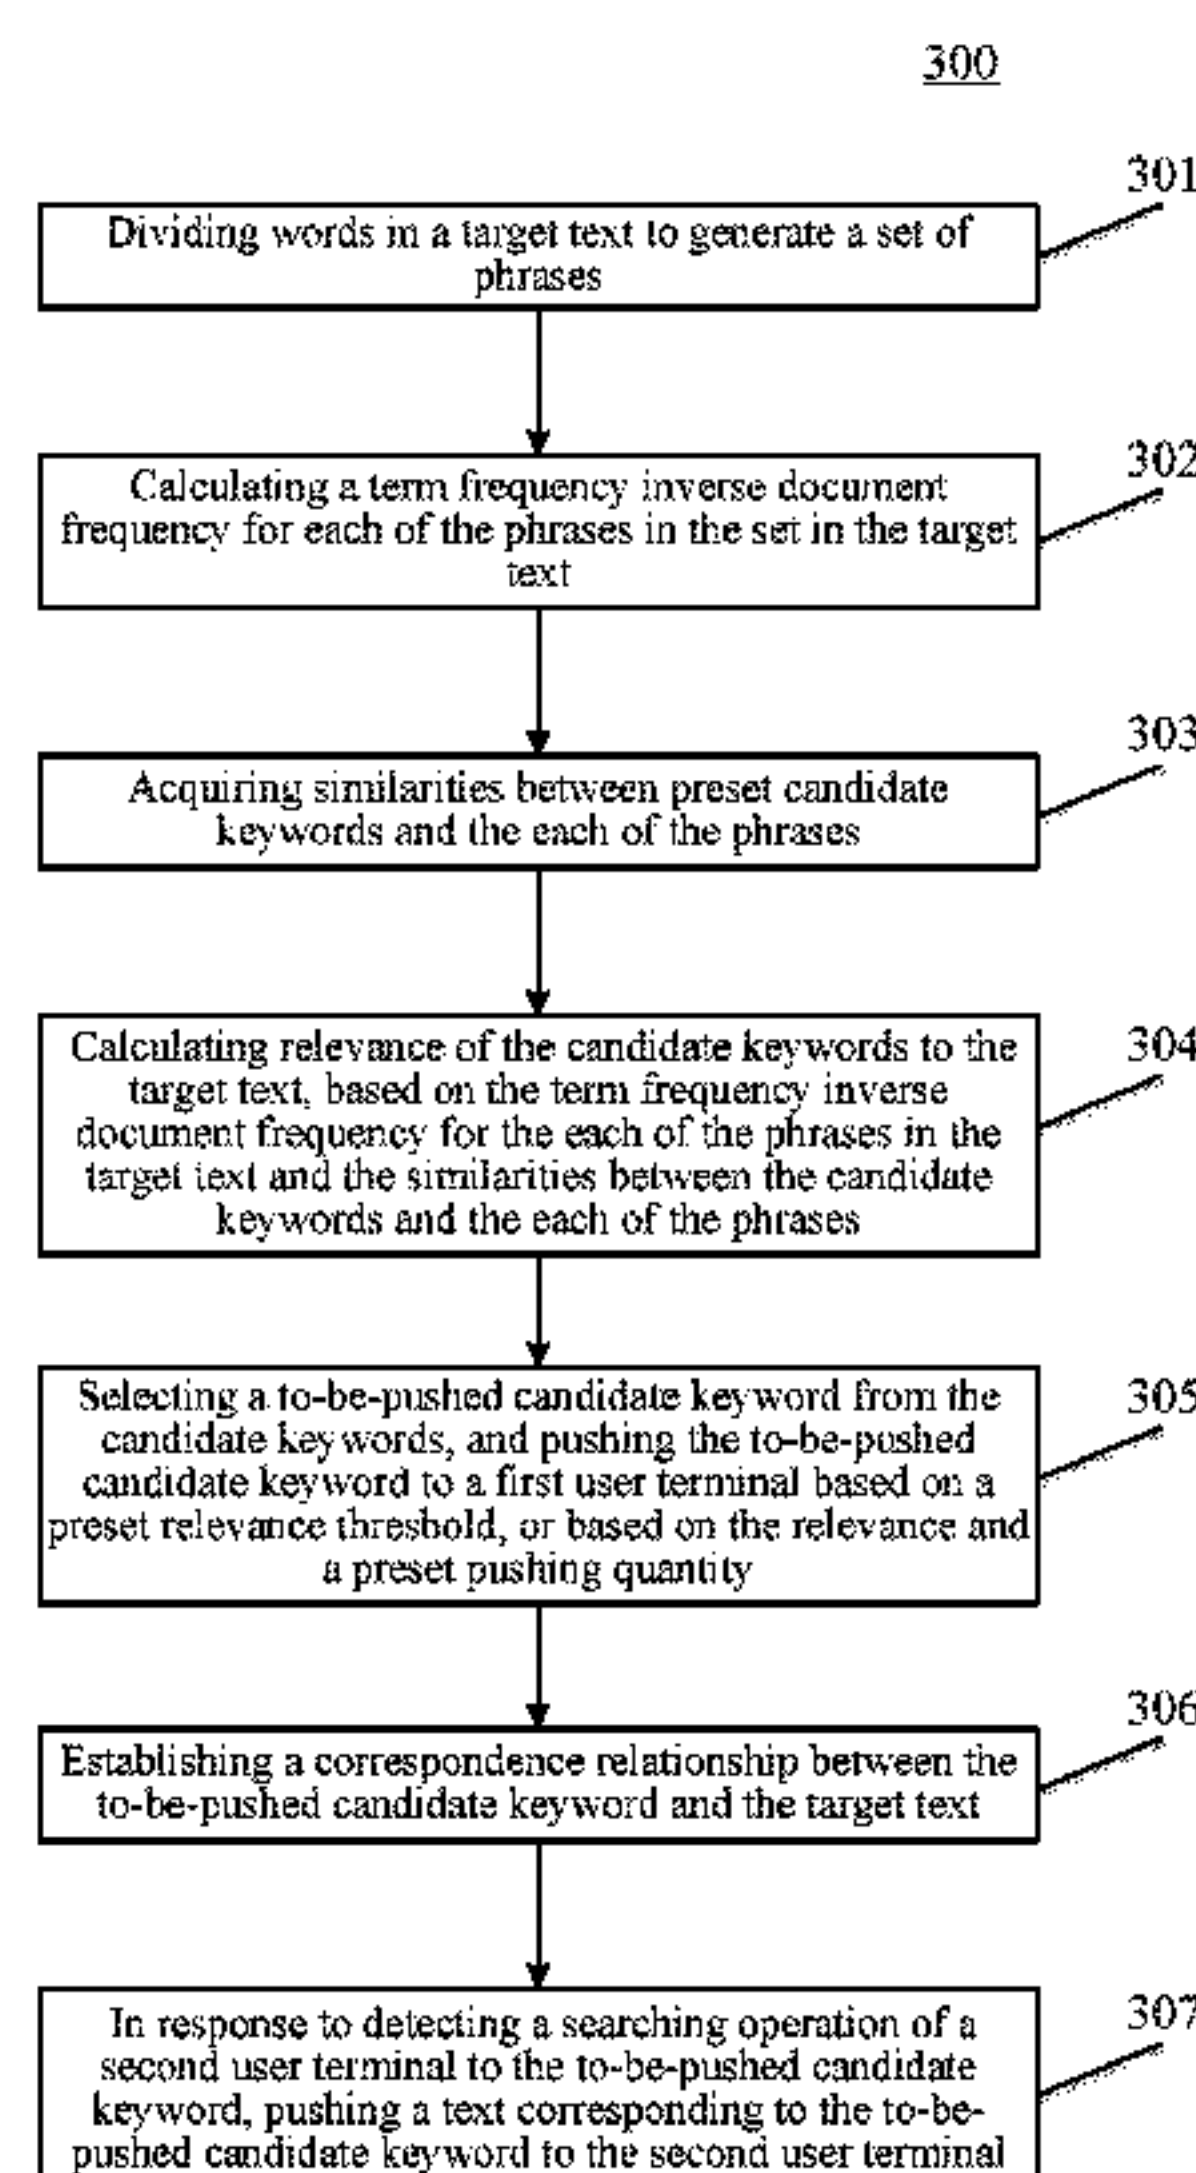 300
301
Dividing words in a target text to generate a set of
phrases
302
Calculating a term frequency inverse document
frequency for each of the phrases in the set in the target
text
303
Acquiring similarities between preset candidate
keywords and the each of the phrases
304
Calculating relevance of the candidate keywords to the
target text, based on the term frequency inverse
document frequency for the each of the phrases in the
target text and the similarities between the candidate
keywords and the each of the phrases
305
Selecting a to-be-pushed candidate keyword from the
candidate keywords, and pushing the to-be-pushed
candidate keyword to a first user terminal based on a
preset relevance threshold, or based on the relevance and
a preset pushing quantity
306
Establishing a correspondence relationship between the
to-be-pushed candidate keyword and the target text
307
In response to detecting a searching operation of a
second user terminal to the to-be-pushed candidate
keyword, pushing a text corresponding to the to-be-
pushed candidate keyword to the second user terminal